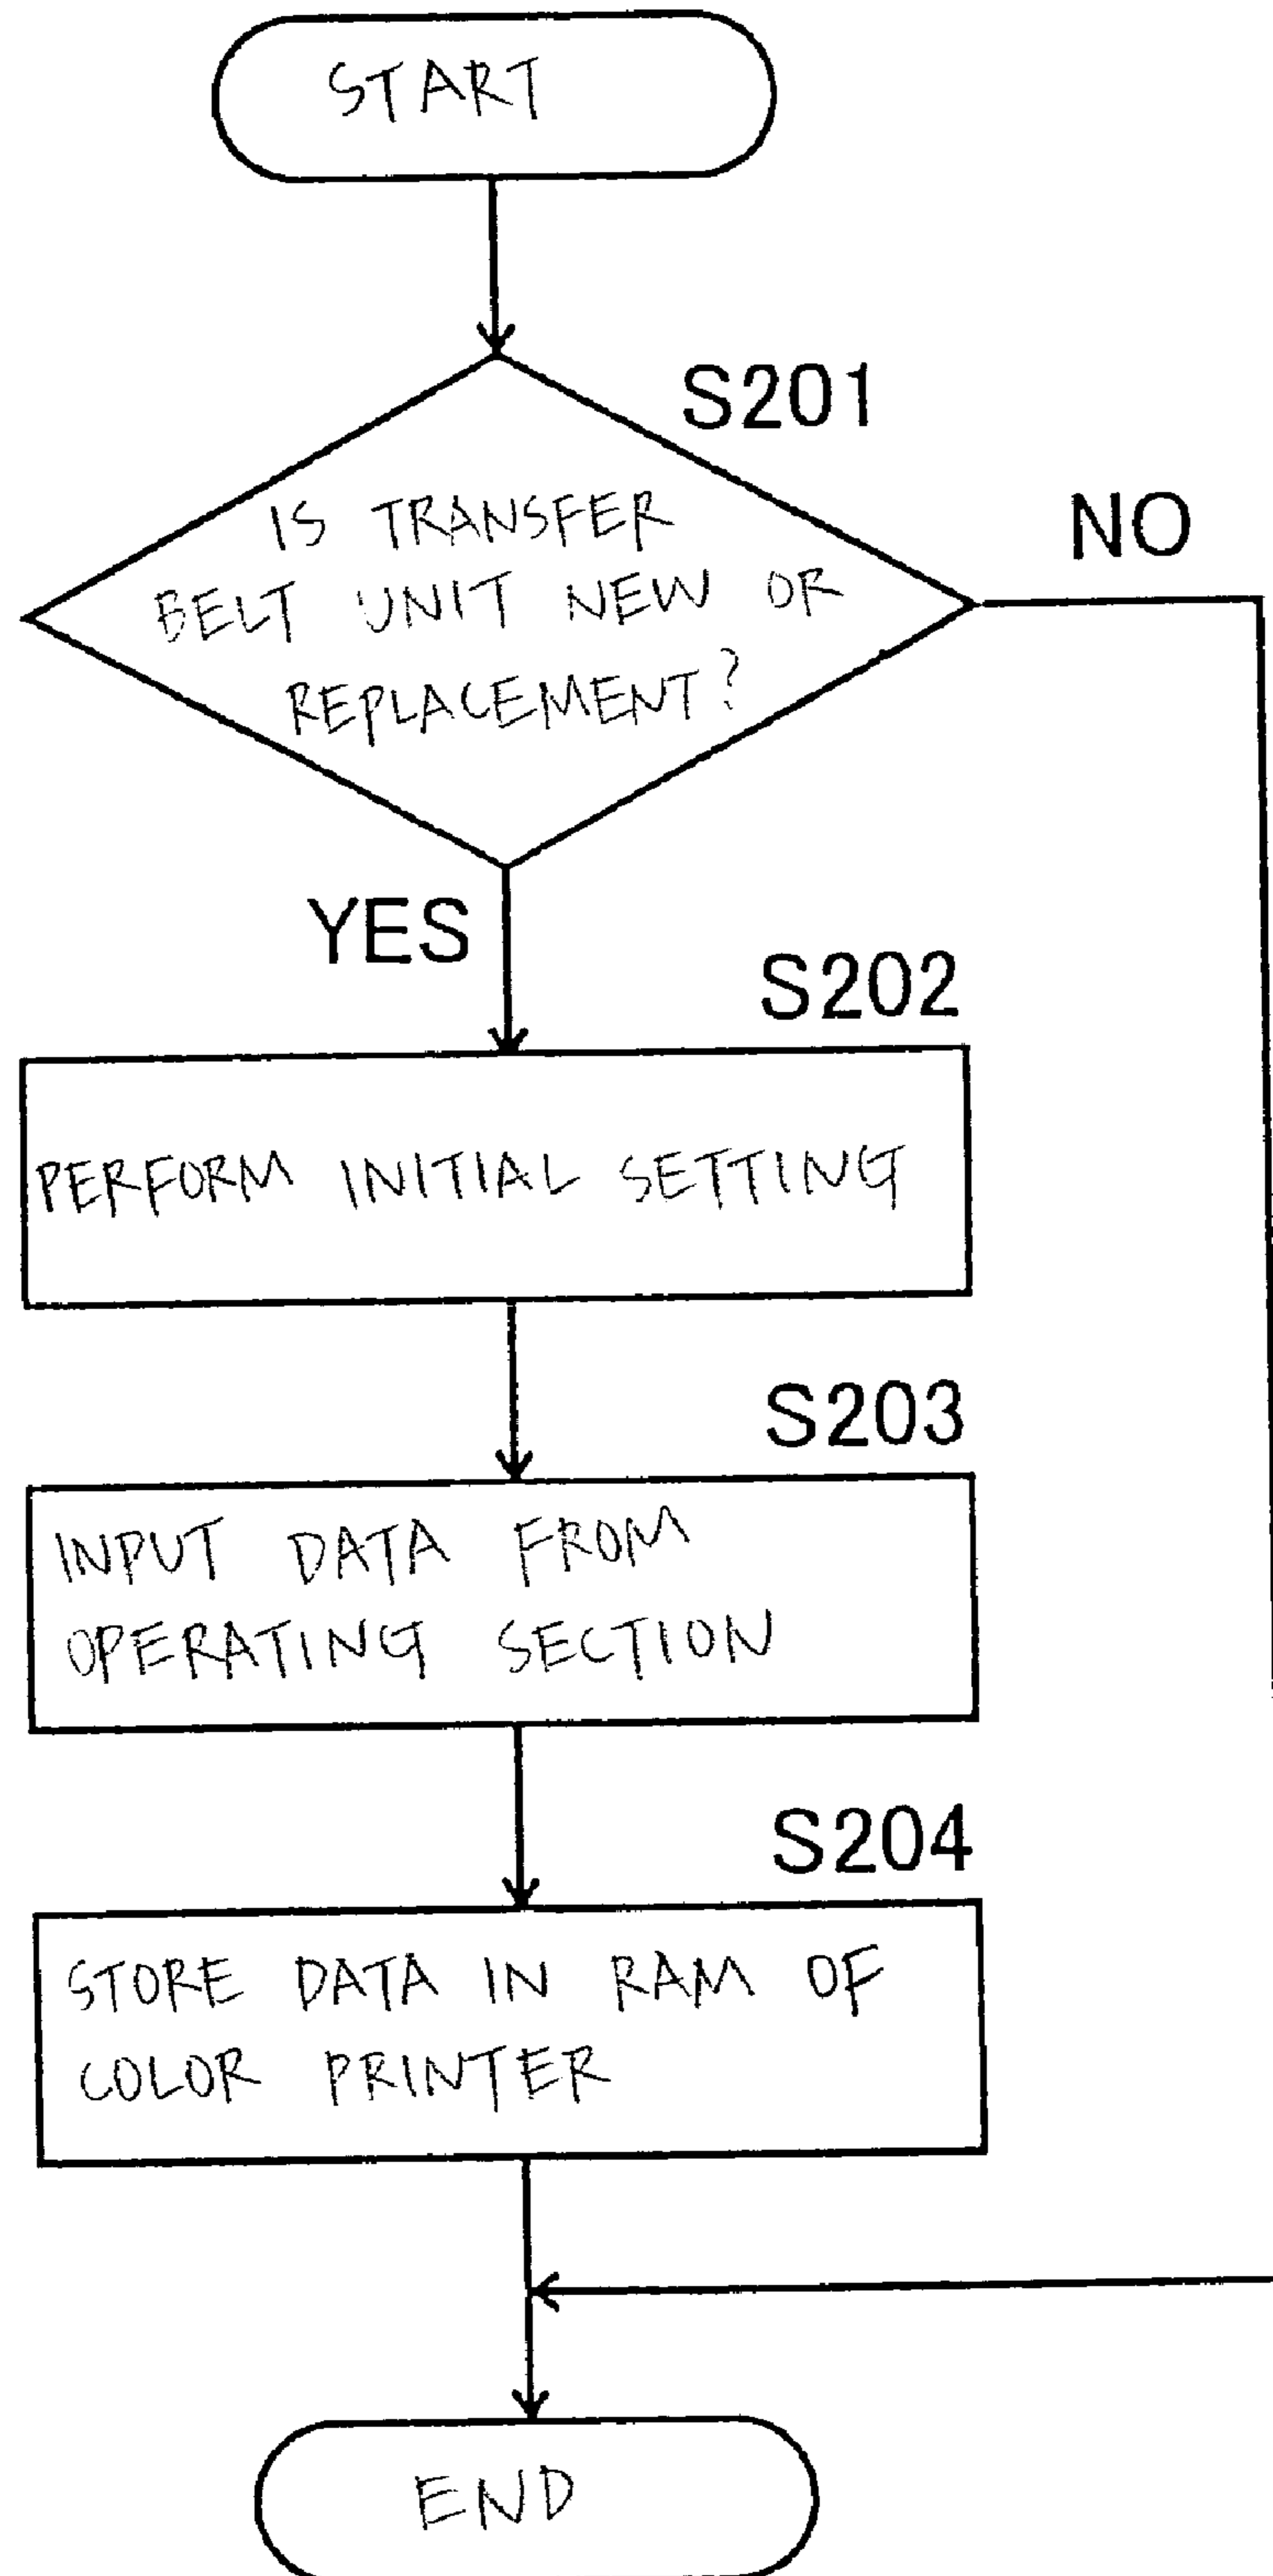 START
S201
IS TRANSFER
BELT UNIT NEW OR
REPLACEMENT?
NO
YES
S202
PERFORM INITIAL SETTING
S203
INPUT DATA FROM
OPERATING SECTION
S204
STORE DATA IN RAM OF
COLOR PRINTER
END